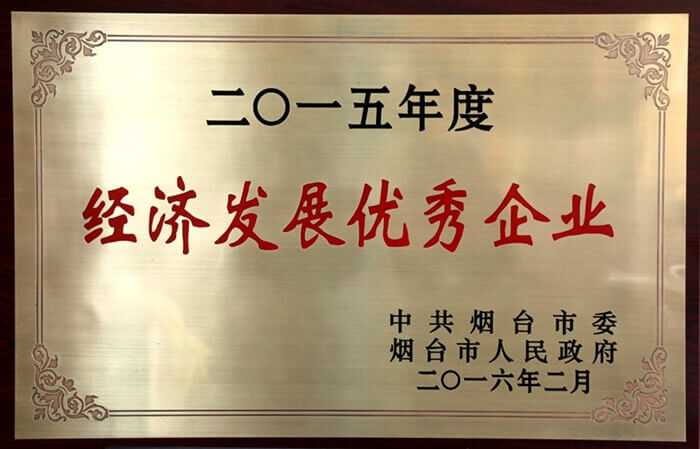 二〇一五年度
经济发展优秀企业
中共烟台市委
烟台市人民政府
二〇一六年二月